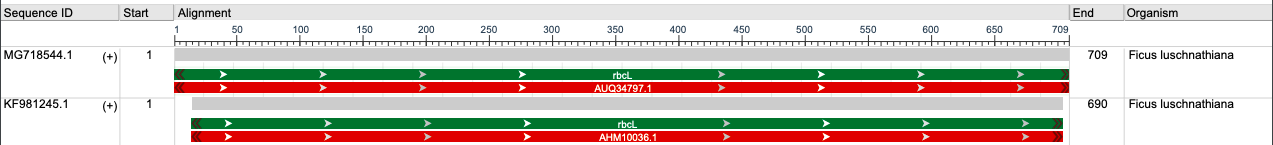 Sequence ID Start Alignment End Organism
1 50 100 150 200 250 300 350 400 450 500 550 600 650 709
MG718544.1 (+) 1 709 Ficus luschnathiana
rbcL
AUQ34797.1
KF981245.1 (+) 1 690 Ficus luschnathiana
rbcL
AHM10036.1